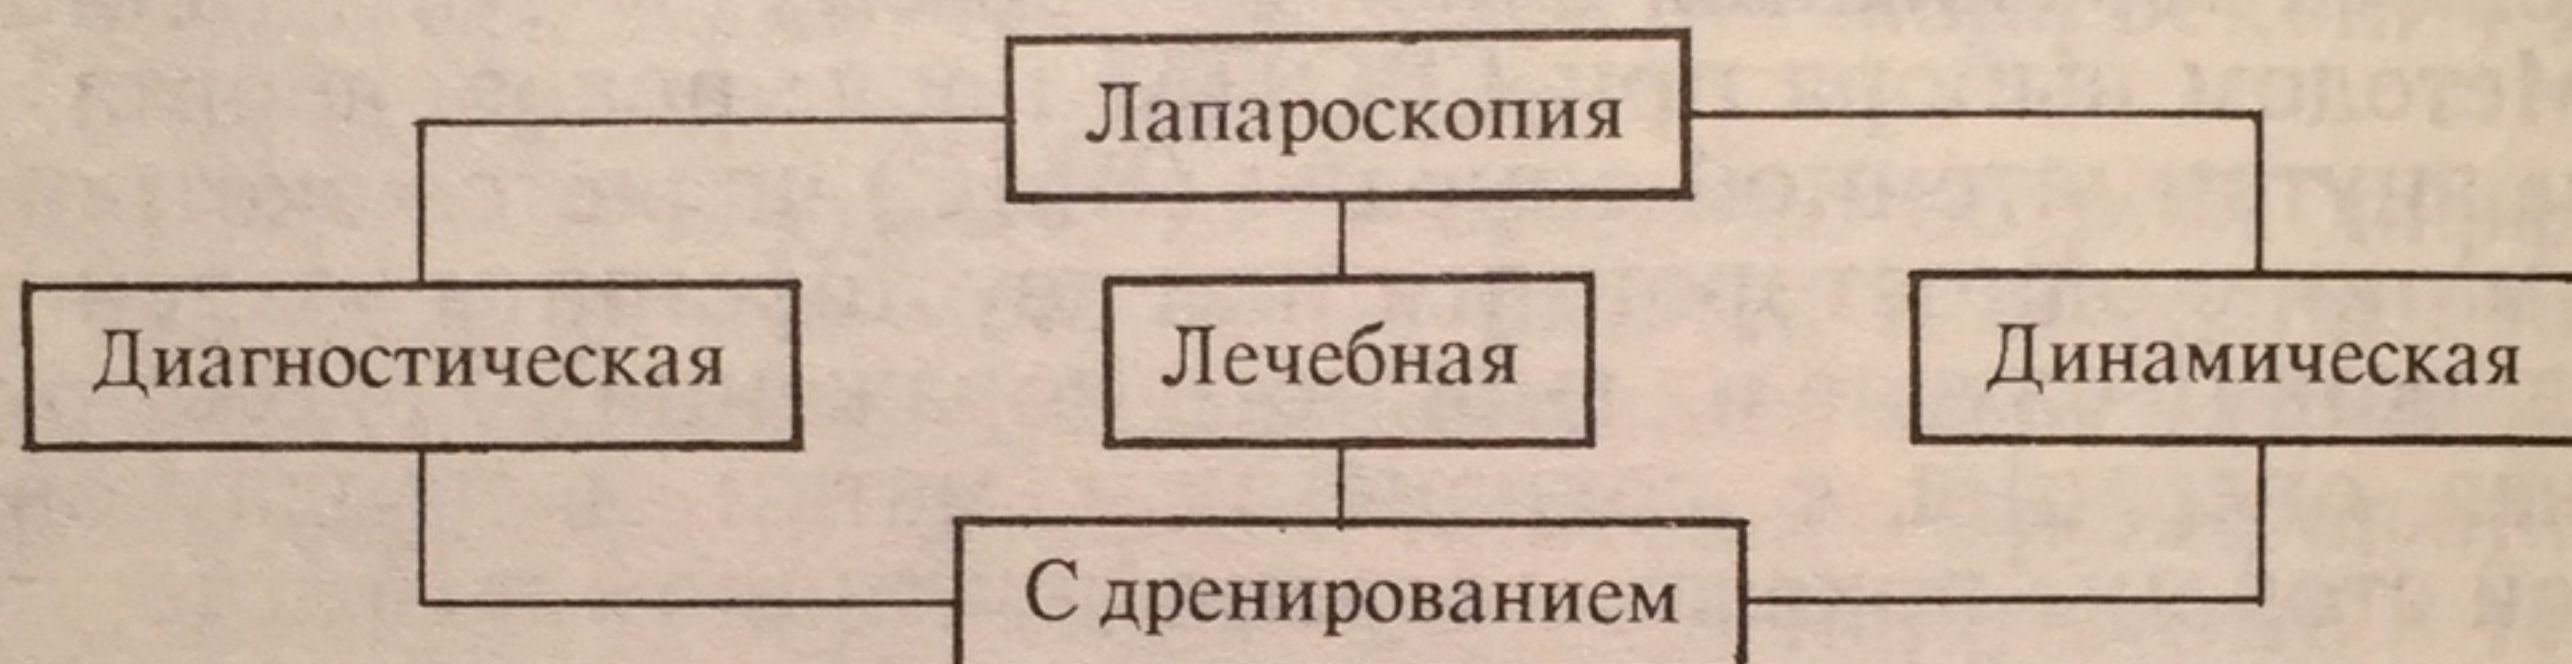 Лапароскопия
Диагностическая
Лечебная
Динамическая
С дренированием